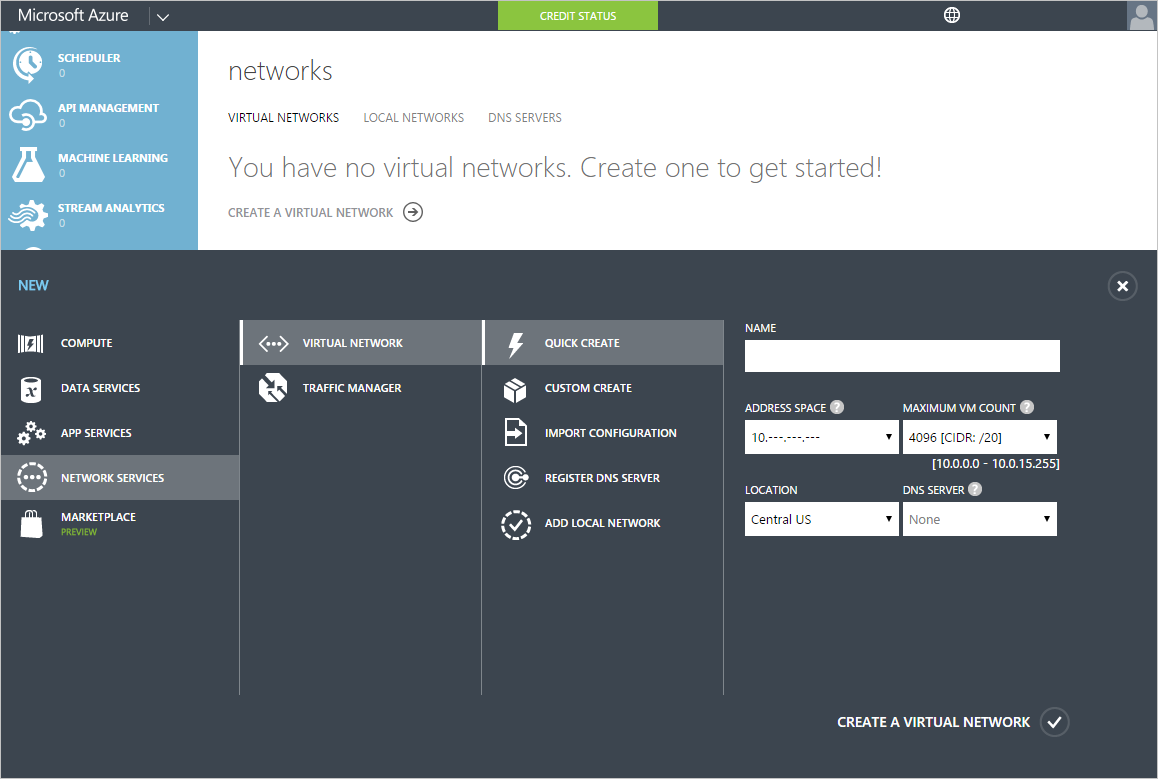 Microsoft Azure
CREDIT STATUS
SCHEDULER
0
API MANAGEMENT
0
MACHINE LEARNING
0
STREAM ANALYTICS
0
networks
VIRTUAL NETWORKS LOCAL NETWORKS DNS SERVERS
You have no virtual networks. Create one to get started!
CREATE A VIRTUAL NETWORK
NEW
COMPUTE
DATA SERVICES
APP SERVICES
NETWORK SERVICES
MARKETPLACE
PREVIEW
VIRTUAL NETWORK
TRAFFIC MANAGER
QUICK CREATE
CUSTOM CREATE
IMPORT CONFIGURATION
REGISTER DNS SERVER
ADD LOCAL NETWORK
NAME
ADDRESS SPACE ? MAXIMUM VM COUNT ?
10.---.---.--- 4096 [CIDR: /20]
[10.0.0.0 - 10.0.15.255]
LOCATION DNS SERVER ?
Central US None
CREATE A VIRTUAL NETWORK